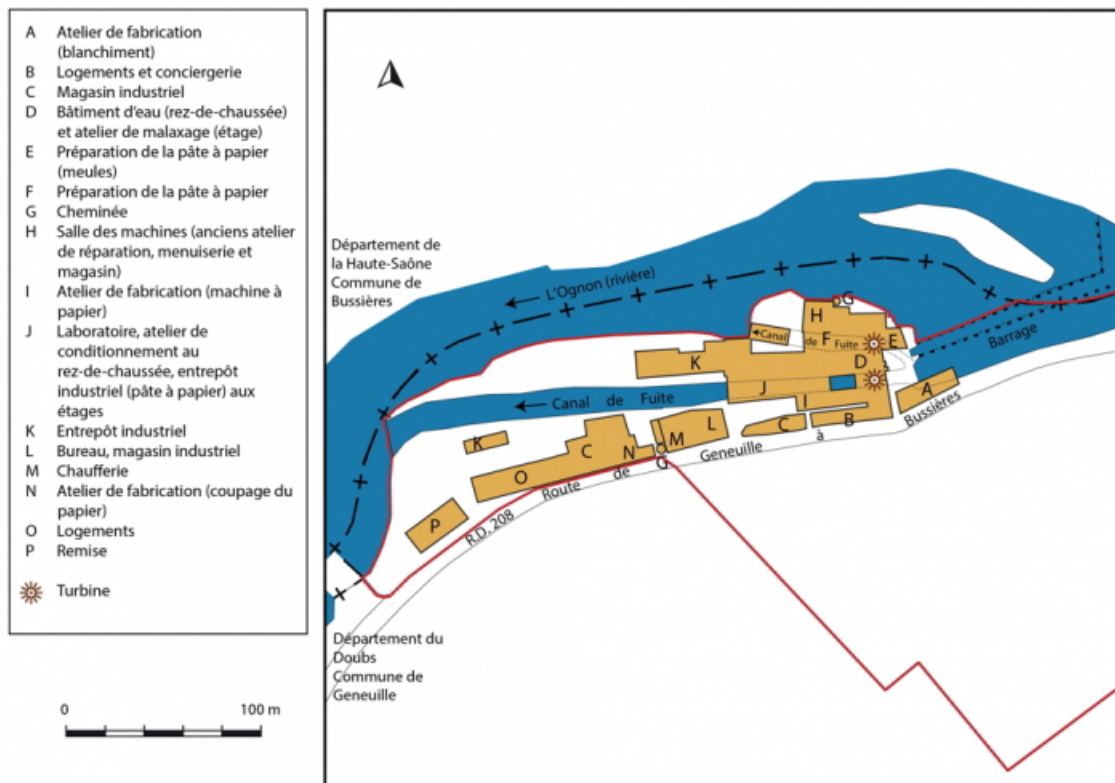 A Atelier de fabrication
(blanchiment)
B Logements et conciergerie
C Magasin industriel
D Bâtiment d'eau (rez-de-chaussée)
et atelier de malaxage (étage)
E Préparation de la pâte à papier
(meules)
F Préparation de la pâte à papier
G Cheminée
H Salle des machines (anciens atelier
de réparation, menuiserie et
magasin)
I Atelier de fabrication (machine à
papier)
J Laboratoire, atelier de
conditionnement au
rez-de-chaussée, entrepôt
industriel (pâte à papier) aux
étages
K Entrepôt industriel
L Bureau, magasin industriel
M Chaufferie
N Atelier de fabrication (coupage du
papier)
O Logements
P Remise
Turbine
0 100 m
Département de
la Haute-Saône
Commune de
Bussières
L'Ognon (rivière)
G
H
Canal de Fuite
F
E
Barrage
K
D
J
A
Canal de Fuite
I
B
C
L
M
K
C
N
G
O
P
R.D. 208 Route de Geneuille à Bussières
Département du
Doubs
Commune de
Geneuille